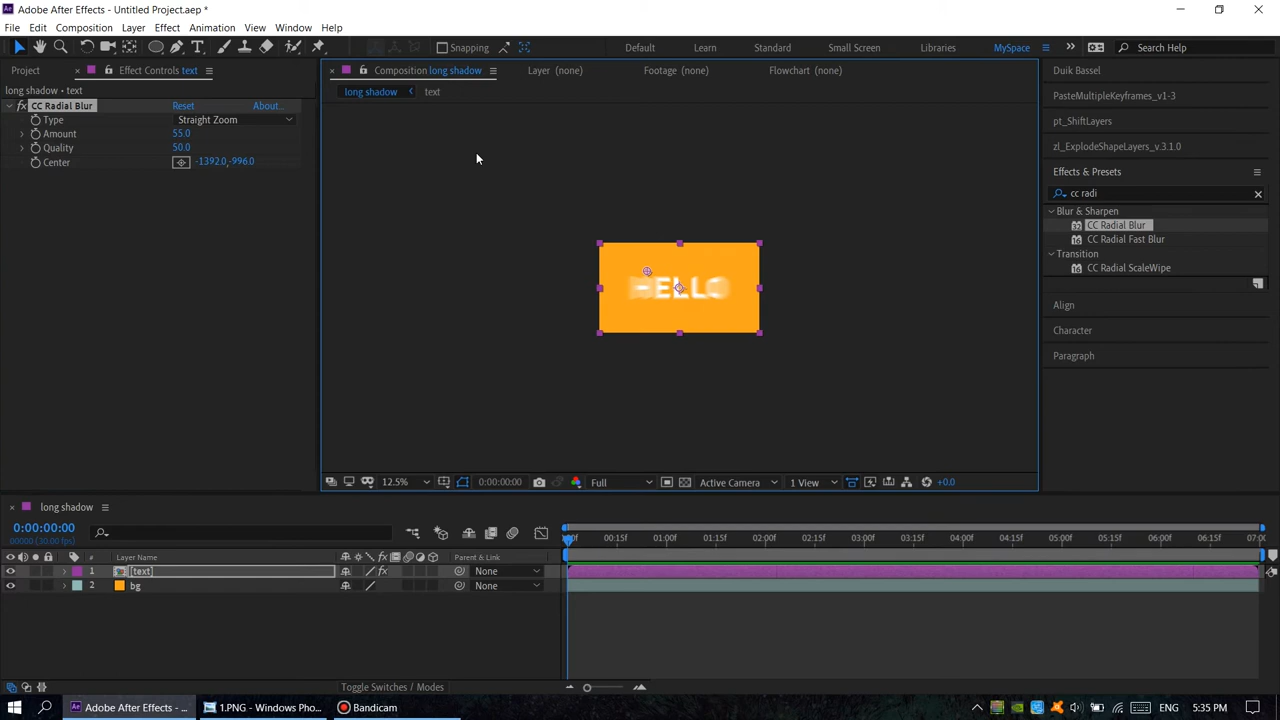 Adobe After Effects - Untitled Project.aep *
File Edit Composition Layer Effect Animation View Window Help
Snapping Default Learn Standard Small Screen Libraries MySpace Search Help
Project Effect Controls text Composition long shadow Layer (none) Footage (none) Flowchart (none) Duik Bassel
long shadow • text long shadow text PasteMultipleKeyframes_v1-3
fx CC Radial Blur Reset About...
Type Straight Zoom pt_ShiftLayers
Amount 55.0
Quality 50.0 zl_ExplodeShapeLayers_v.3.1.0
Center -1392.0,-996.0
Effects & Presets
cc radi
Blur & Sharpen
CC Radial Blur
CC Radial Fast Blur
Transition
CC Radial ScaleWipe
HELLO
Align
Character
Paragraph
12.5% 0:00:00:00 Full Active Camera 1 View +0.0
long shadow
0:00:00:00
00000 (10.00 fps)
00:15f 01:00f 01:15f 02:00f 02:15f 03:00f 03:15f 04:00f 04:15f 05:00f 05:15f 06:00f 06:15f
# Layer Name Parent & Link
1 [text] fx None
2 bg None
Toggle Switches / Modes
Adobe After Effects - ... 1.PNG - Windows Pho... Bandicam 5:35 PM